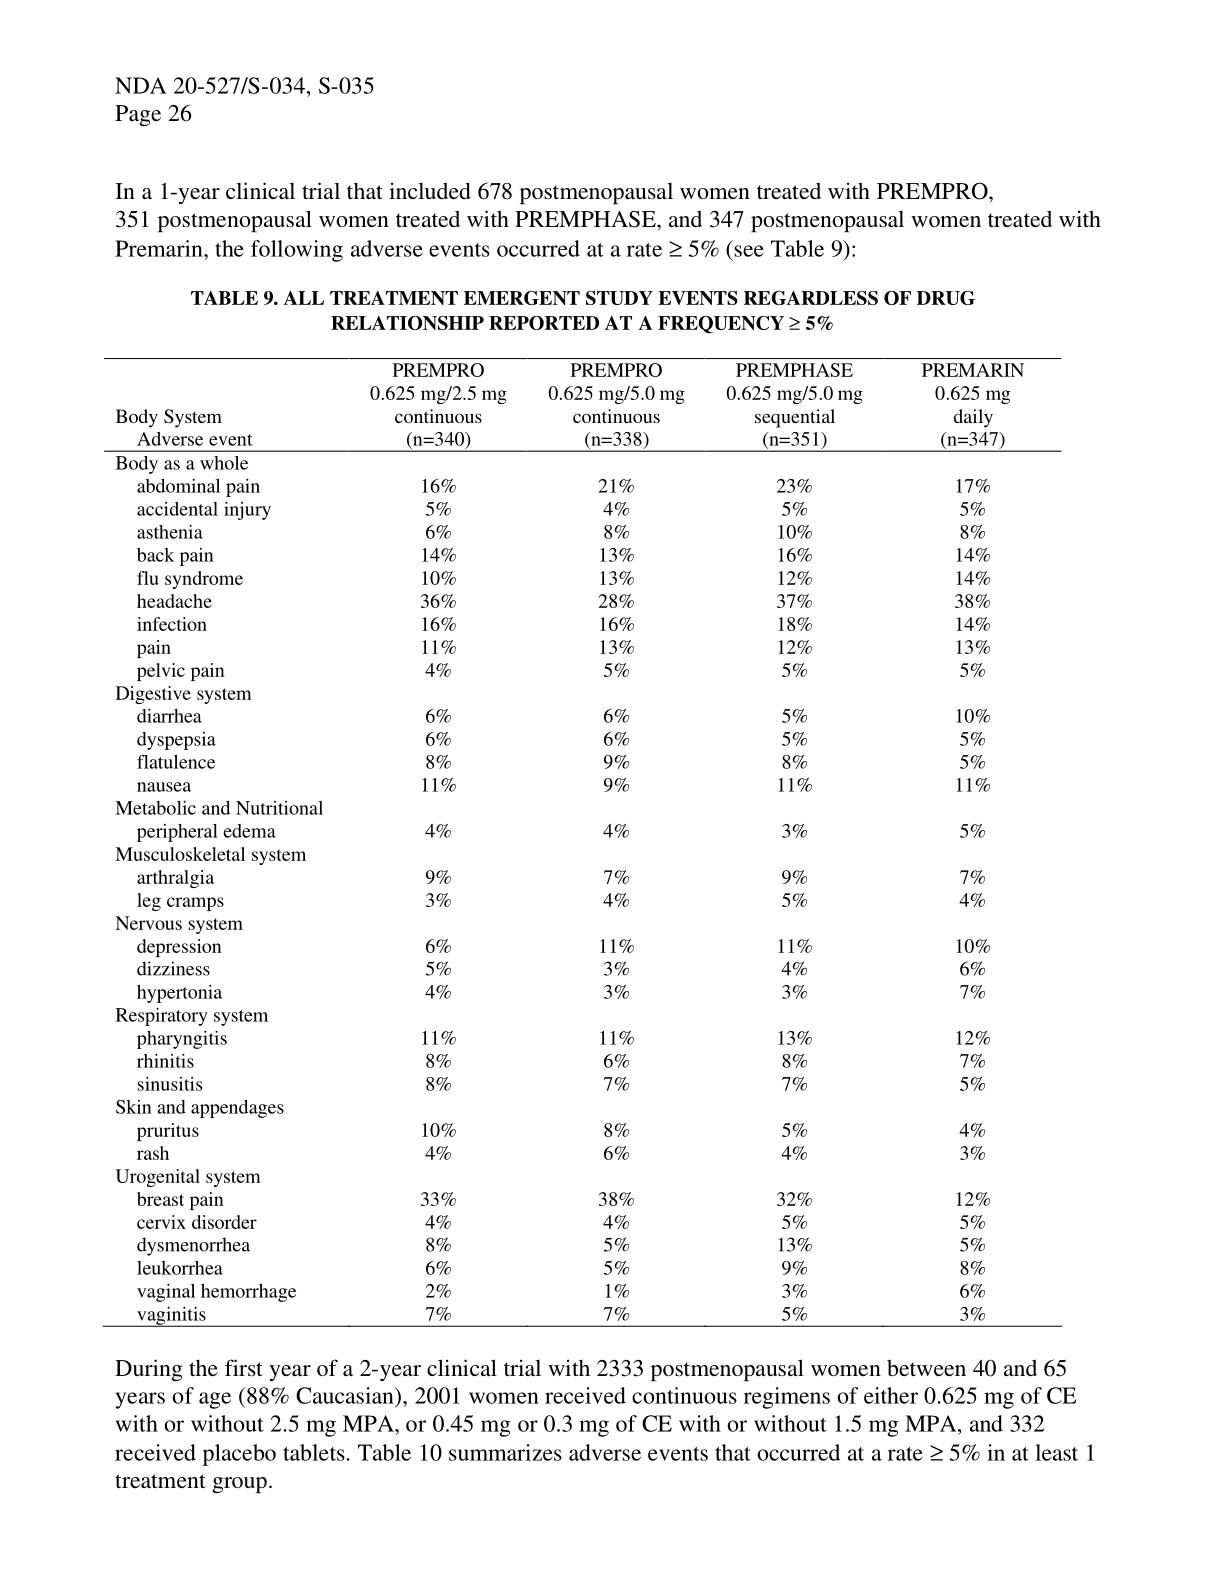 NDA 20-527/S-034, S-035
Page 26
In a 1-year clinical trial that included 678 postmenopausal women treated with PREMPRO,
351 postmenopausal women treated with PREMPHASE, and 347 postmenopausal women treated with
Premarin, the following adverse events occurred at a rate ≥ 5% (see Table 9):
TABLE 9. ALL TREATMENT EMERGENT STUDY EVENTS REGARDLESS OF DRUG
RELATIONSHIP REPORTED AT A FREQUENCY ≥ 5%
PREMPRO PREMPRO PREMPHASE PREMARIN
0.625 mg/2.5 mg 0.625 mg/5.0 mg 0.625 mg/5.0 mg 0.625 mg
Body System continuous continuous sequential daily
Adverse event (n=340) (n=338) (n=351) (n=347)
Body as a whole
abdominal pain 16% 21% 23% 17%
accidental injury 5% 4% 5% 5%
asthenia 6% 8% 10% 8%
back pain 14% 13% 16% 14%
flu syndrome 10% 13% 12% 14%
headache 36% 28% 37% 38%
infection 16% 16% 18% 14%
pain 11% 13% 12% 13%
pelvic pain 4% 5% 5% 5%
Digestive system
diarrhea 6% 6% 5% 10%
dyspepsia 6% 6% 5% 5%
flatulence 8% 9% 8% 5%
nausea 11% 9% 11% 11%
Metabolic and Nutritional
peripheral edema 4% 4% 3% 5%
Musculoskeletal system
arthralgia 9% 7% 9% 7%
leg cramps 3% 4% 5% 4%
Nervous system
depression 6% 11% 11% 10%
dizziness 5% 3% 4% 6%
hypertonia 4% 3% 3% 7%
Respiratory system
pharyngitis 11% 11% 13% 12%
rhinitis 8% 6% 8% 7%
sinusitis 8% 7% 7% 5%
Skin and appendages
pruritus 10% 8% 5% 4%
rash 4% 6% 4% 3%
Urogenital system
breast pain 33% 38% 32% 12%
cervix disorder 4% 4% 5% 5%
dysmenorrhea 8% 5% 13% 5%
leukorrhea 6% 5% 9% 8%
vaginal hemorrhage 2% 1% 3% 6%
vaginitis 7% 7% 5% 3%
During the first year of a 2-year clinical trial with 2333 postmenopausal women between 40 and 65
years of age (88% Caucasian), 2001 women received continuous regimens of either 0.625 mg of CE
with or without 2.5 mg MPA, or 0.45 mg or 0.3 mg of CE with or without 1.5 mg MPA, and 332
received placebo tablets. Table 10 summarizes adverse events that occurred at a rate ≥ 5% in at least 1
treatment group.